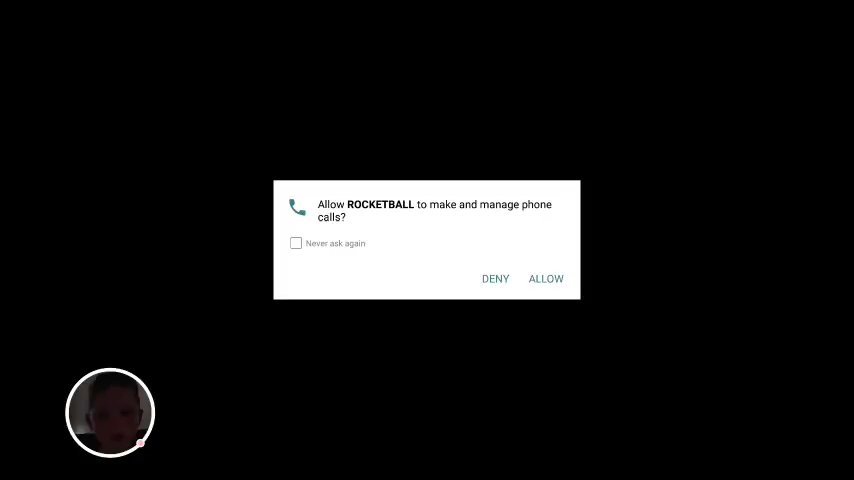 Allow ROCKETBALL to make and manage phone
calls?
Never ask again
DENY ALLOW